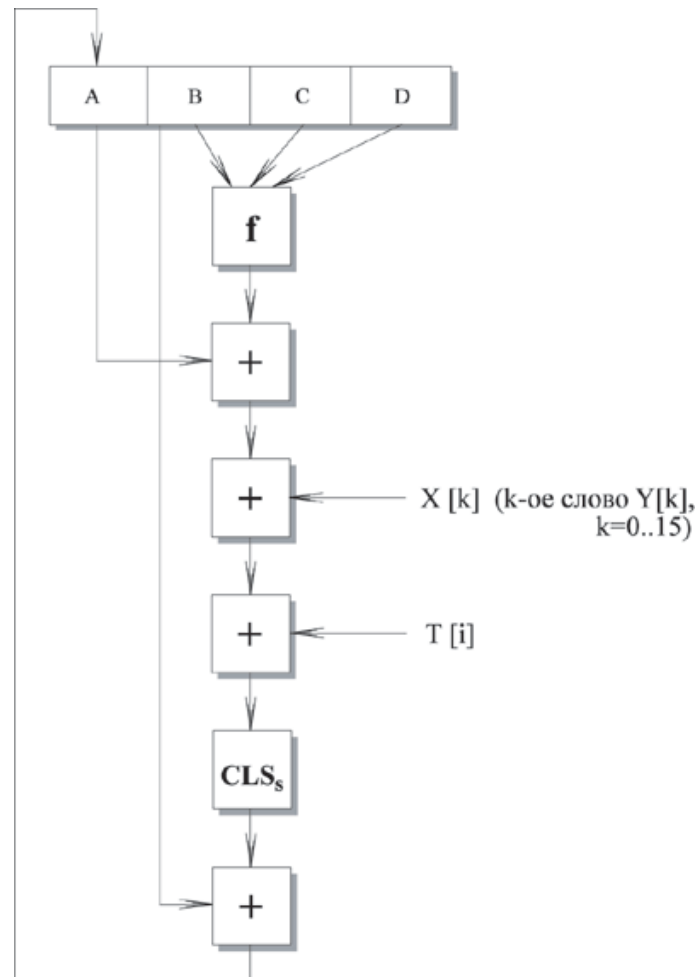 A B C D
f
+
+
X [k] (k-ое слово Y[k],
k=0..15)
+
T [i]
CLSs
+